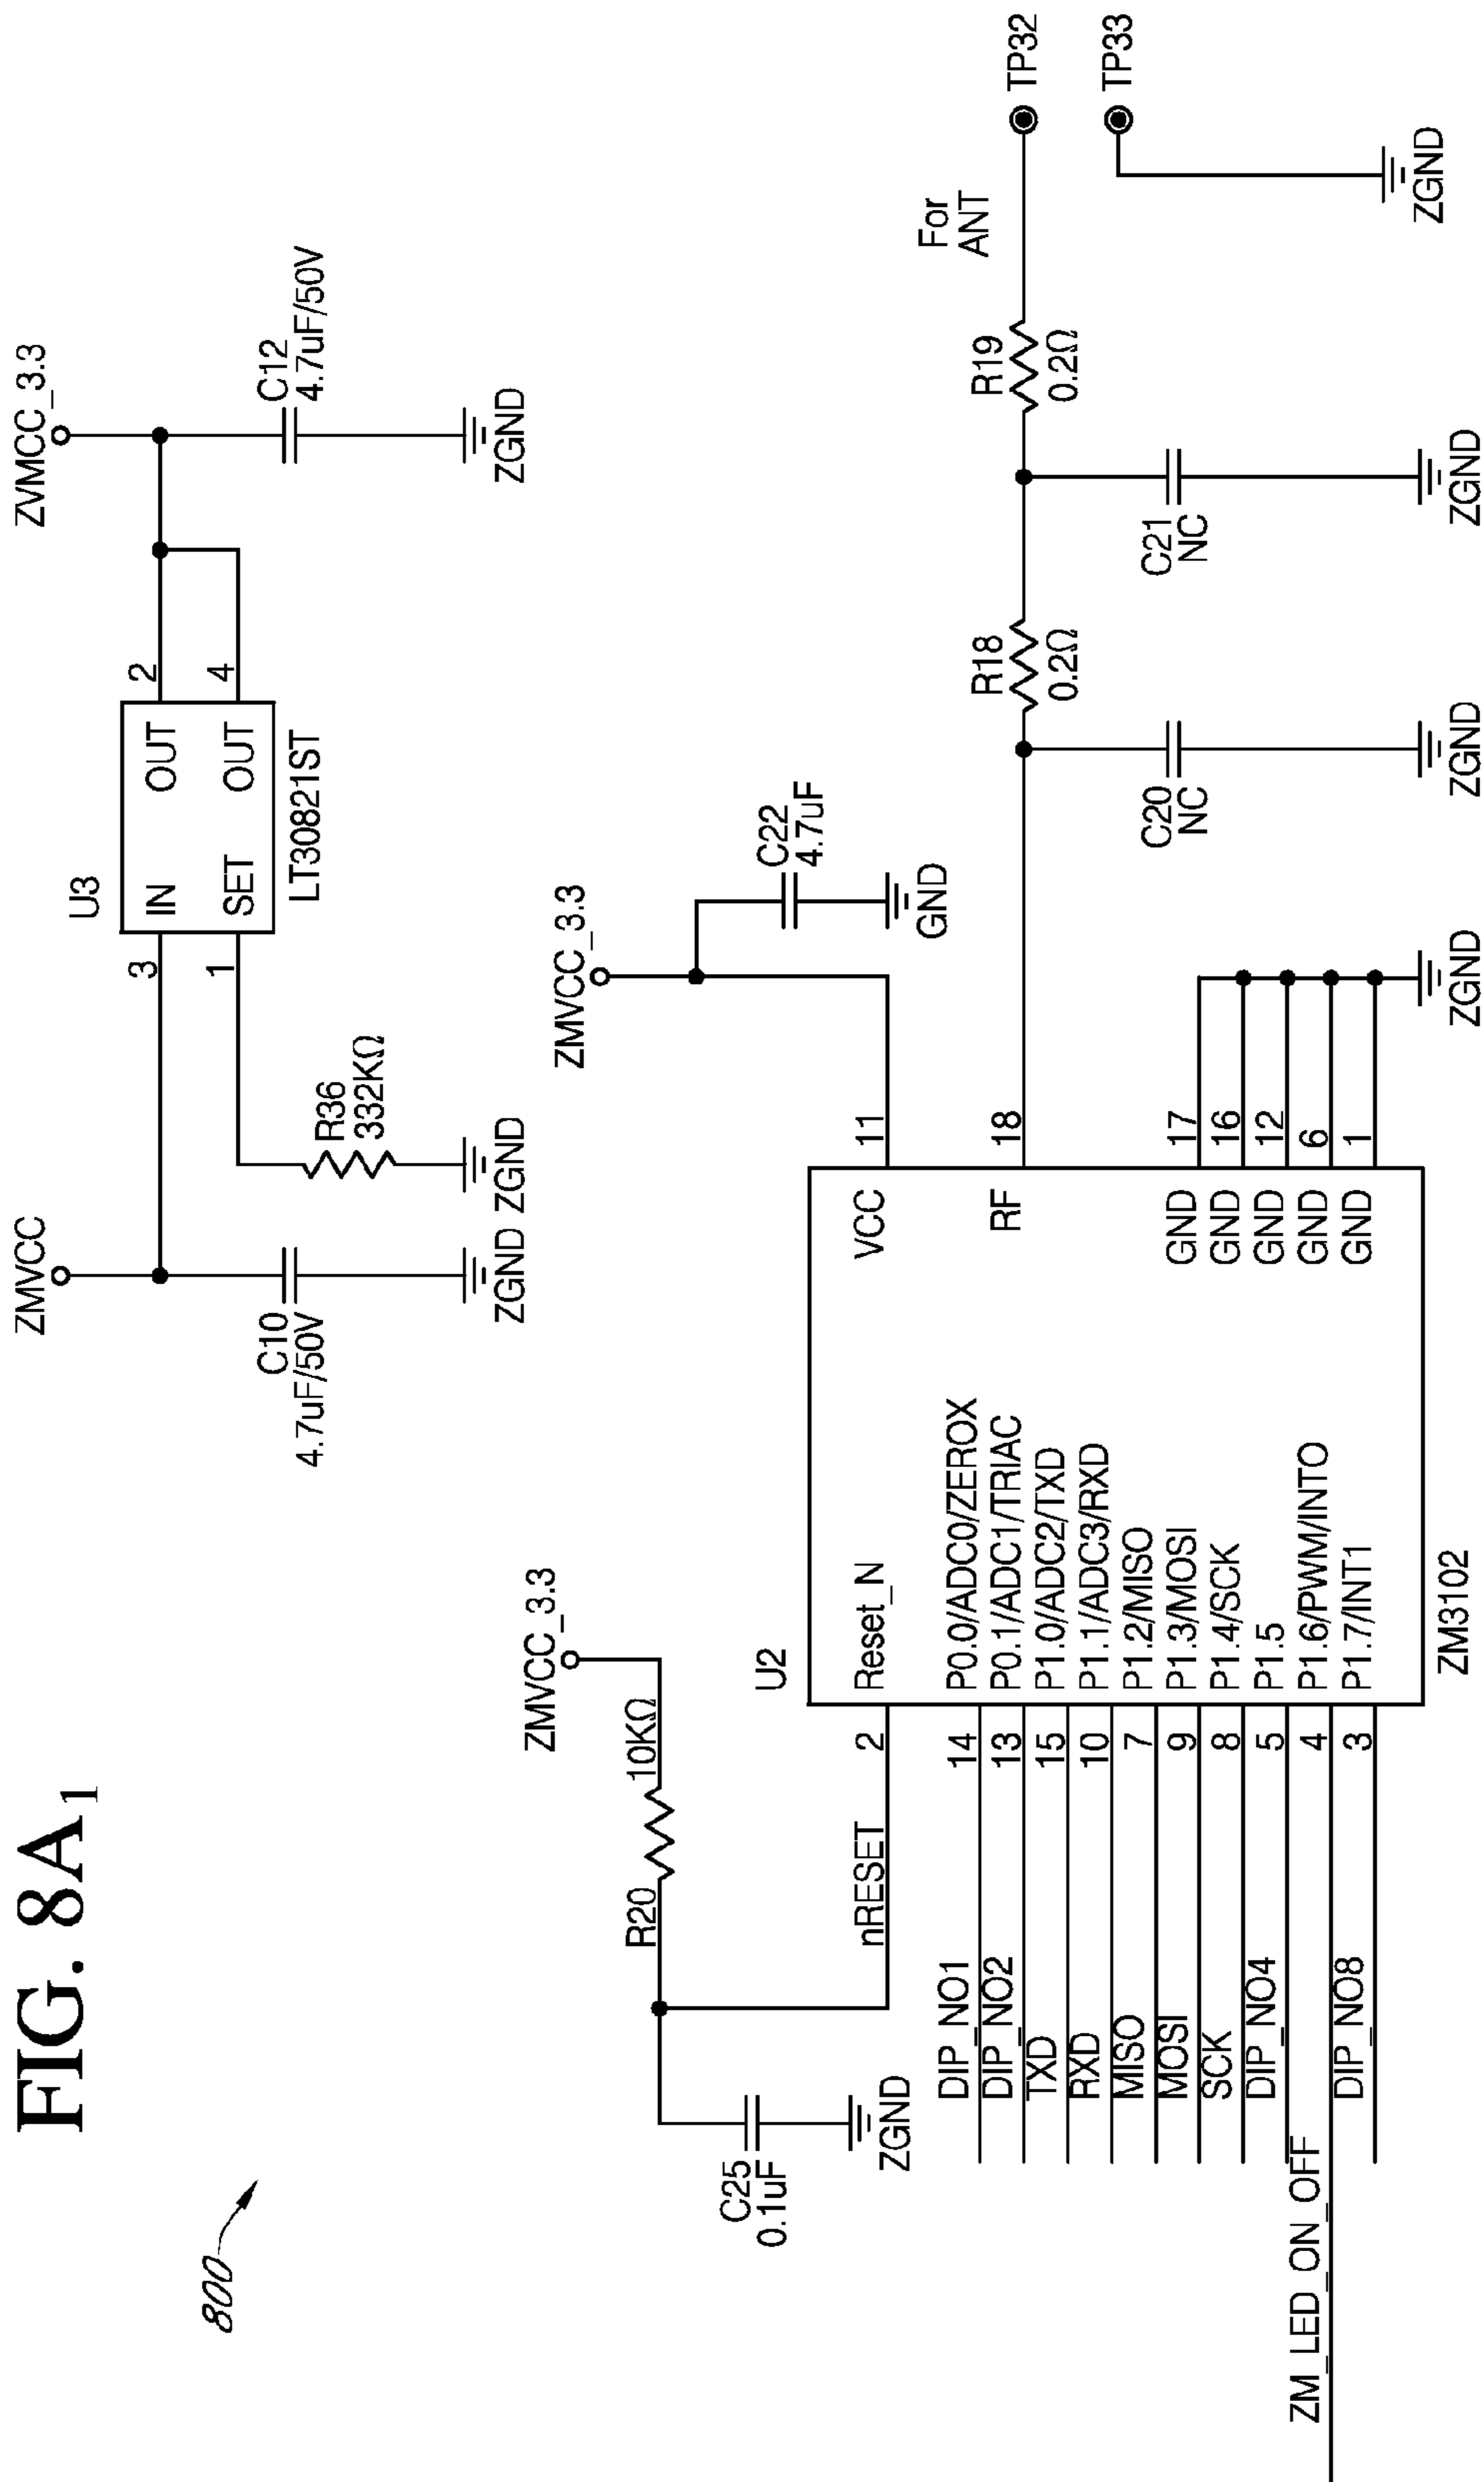 FIG. 8A1
800
ZMVCC
C10
4.7uF/50V
ZGND
R36
332KΩ
ZGND
U3
3
1
IN
SET
OUT
OUT
2
4
LT30821ST
ZVMCC_3.3
C12
4.7uF/50V
ZGND
ZMVCC_3.3
R20
10KΩ
C25
0.1uF
ZGND
nRESET
ZMVCC_3.3
C22
4.7uF
GND
U2
2
Reset_N
VCC
11
RF
18
DIP_NO1
14
P0.0/ADC0/ZEROX
DIP_NO2
13
P0.1/ADC1/TRIAC
TXD
15
P1.0/ADC2/TXD
RXD
10
P1.1/ADC3/RXD
MISO
7
P1.2/MISO
MOSI
9
P1.3/MOSI
SCK
8
P1.4/SCK
DIP_NO4
5
P1.5
ZM_LED_ON_OFF
4
P1.6/PWM/INTO
DIP_NO8
3
P1.7/INT1
GND
17
GND
16
GND
12
GND
6
GND
1
ZGND
ZM3102
C20
NC
ZGND
R18
0.2Ω
C21
NC
ZGND
R19
0.2Ω
For
ANT
TP32
TP33
ZGND